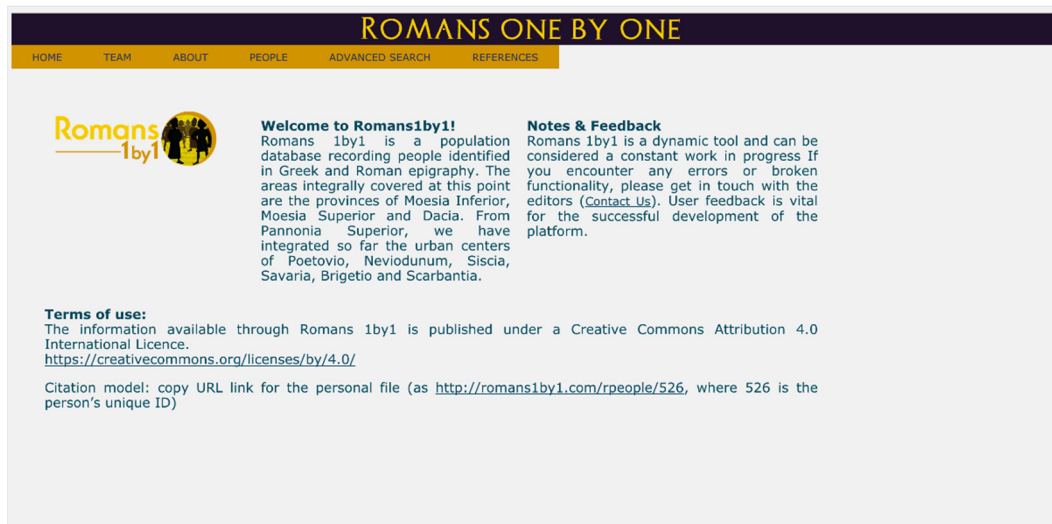 ROMANS ONE BY ONE
HOME TEAM ABOUT PEOPLE ADVANCED SEARCH REFERENCES
Romans
1by1
Welcome to Romans1by1!
Romans 1by1 is a population
database recording people identified
in Greek and Roman epigraphy. The
areas integrally covered at this point
are the provinces of Moesia Inferior,
Moesia Superior and Dacia. From
Pannonia Superior, we have
integrated so far the urban centers
of Poetovio, Neviodunum, Siscia,
Savaria, Brigetio and Scarbantia.
Notes & Feedback
Romans 1by1 is a dynamic tool and can be
considered a constant work in progress If
you encounter any errors or broken
functionality, please get in touch with the
editors (Contact Us). User feedback is vital
for the successful development of the
platform.
Terms of use:
The information available through Romans 1by1 is published under a Creative Commons Attribution 4.0
International Licence.
https://creativecommons.org/licenses/by/4.0/
Citation model: copy URL link for the personal file (as http://romans1by1.com/rpeople/526, where 526 is the
person's unique ID)